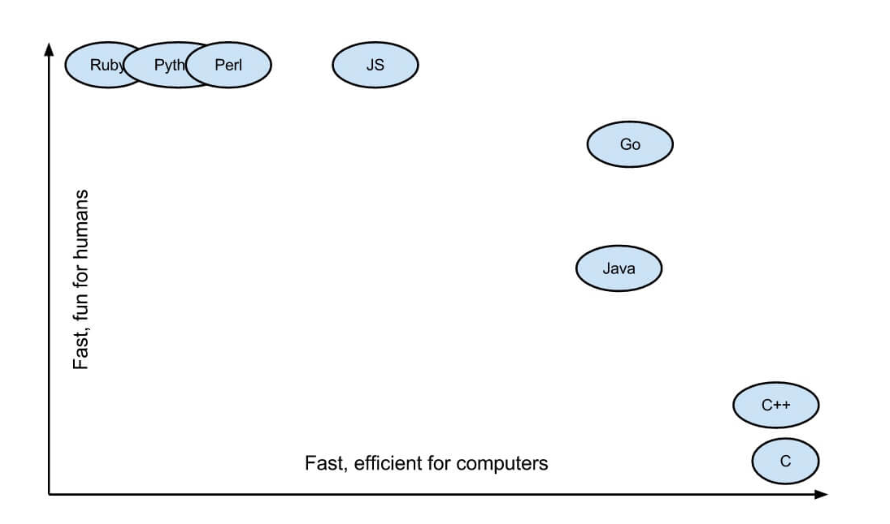 Ruby
Pyth
Perl
JS
Go
Java
C++
C
Fast, fun for humans
Fast, efficient for computers